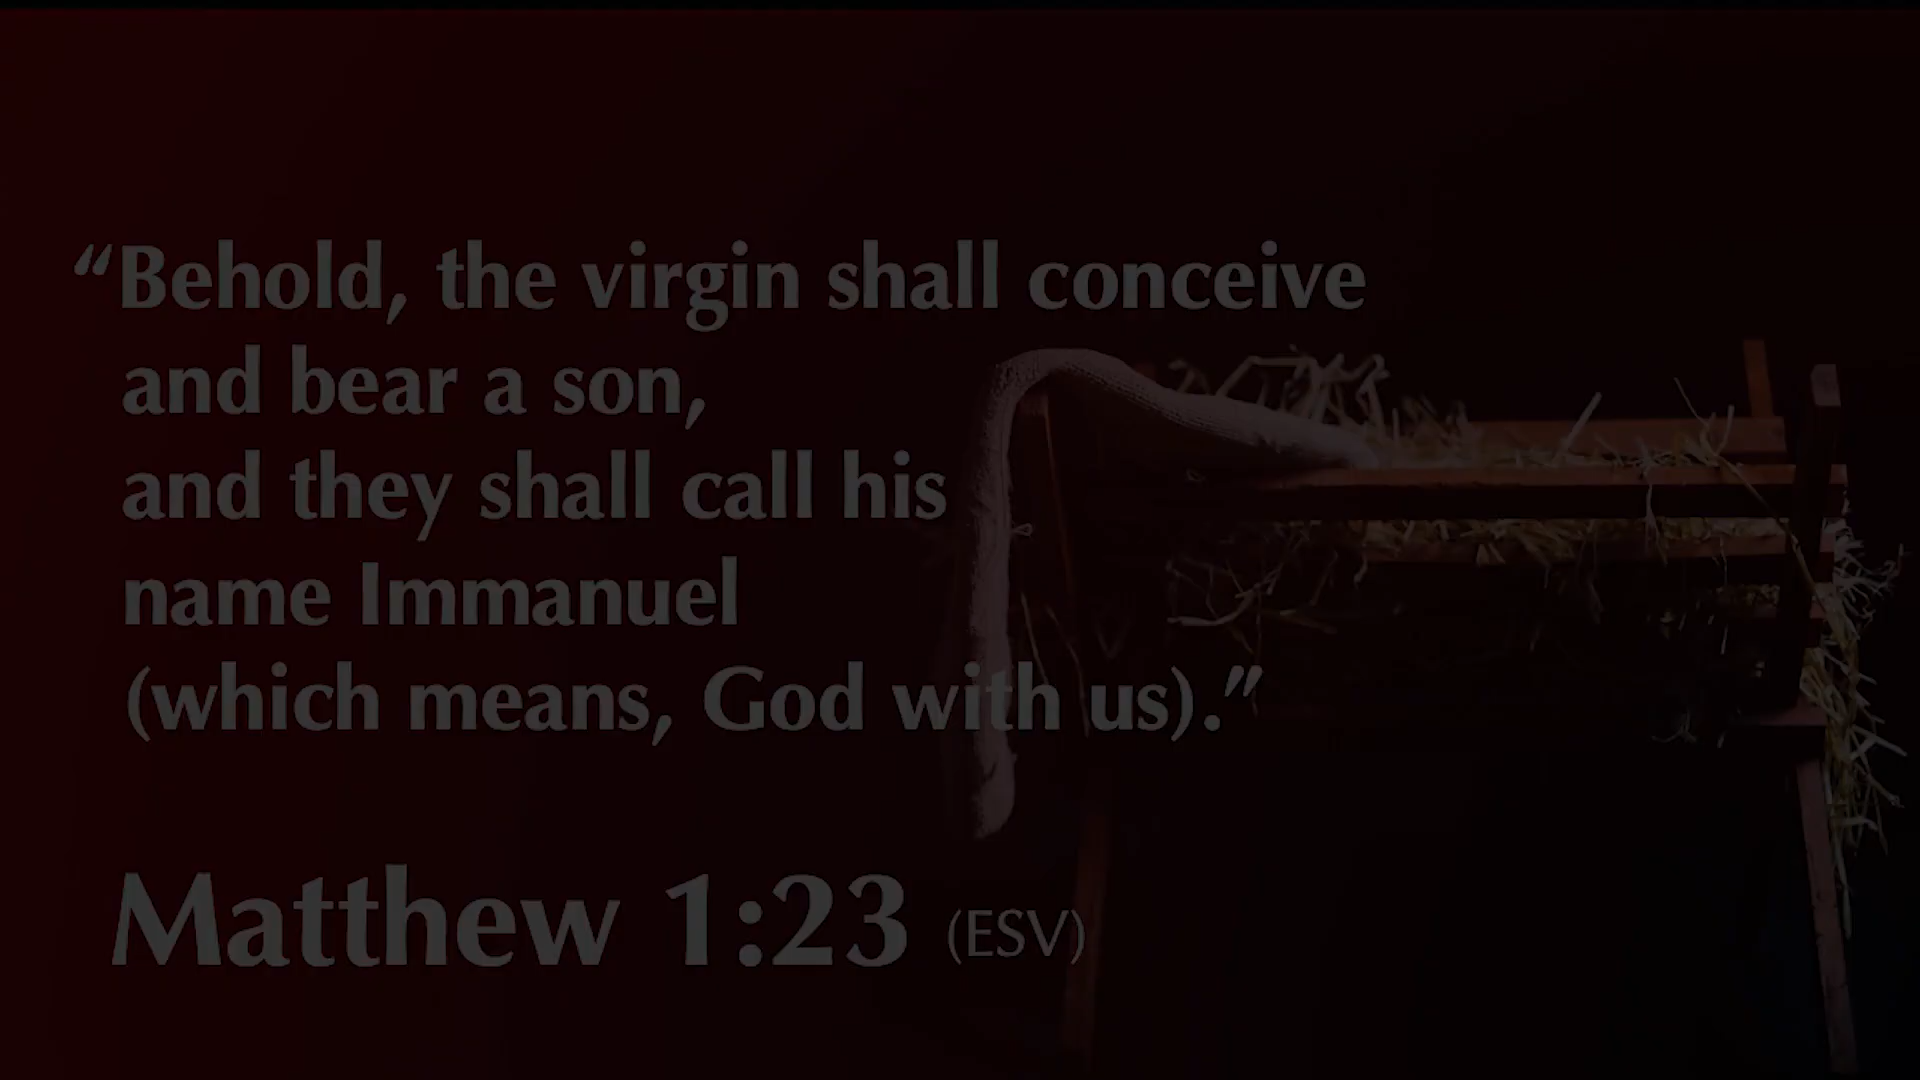 “Behold, the virgin shall conceive
and bear a son,
and they shall call his
name Immanuel
(which means, God with us).”
Matthew 1:23 (ESV)